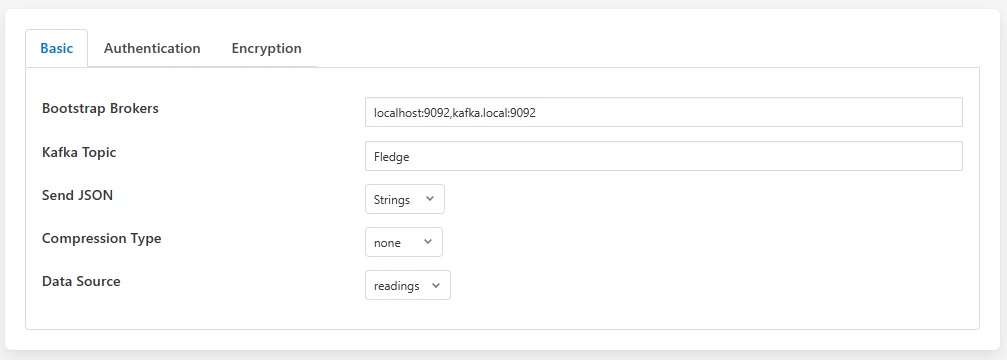 Basic Authentication Encryption
Bootstrap Brokers localhost:9092,kafka.local:9092
Kafka Topic Fledge
Send JSON Strings
Compression Type none
Data Source readings